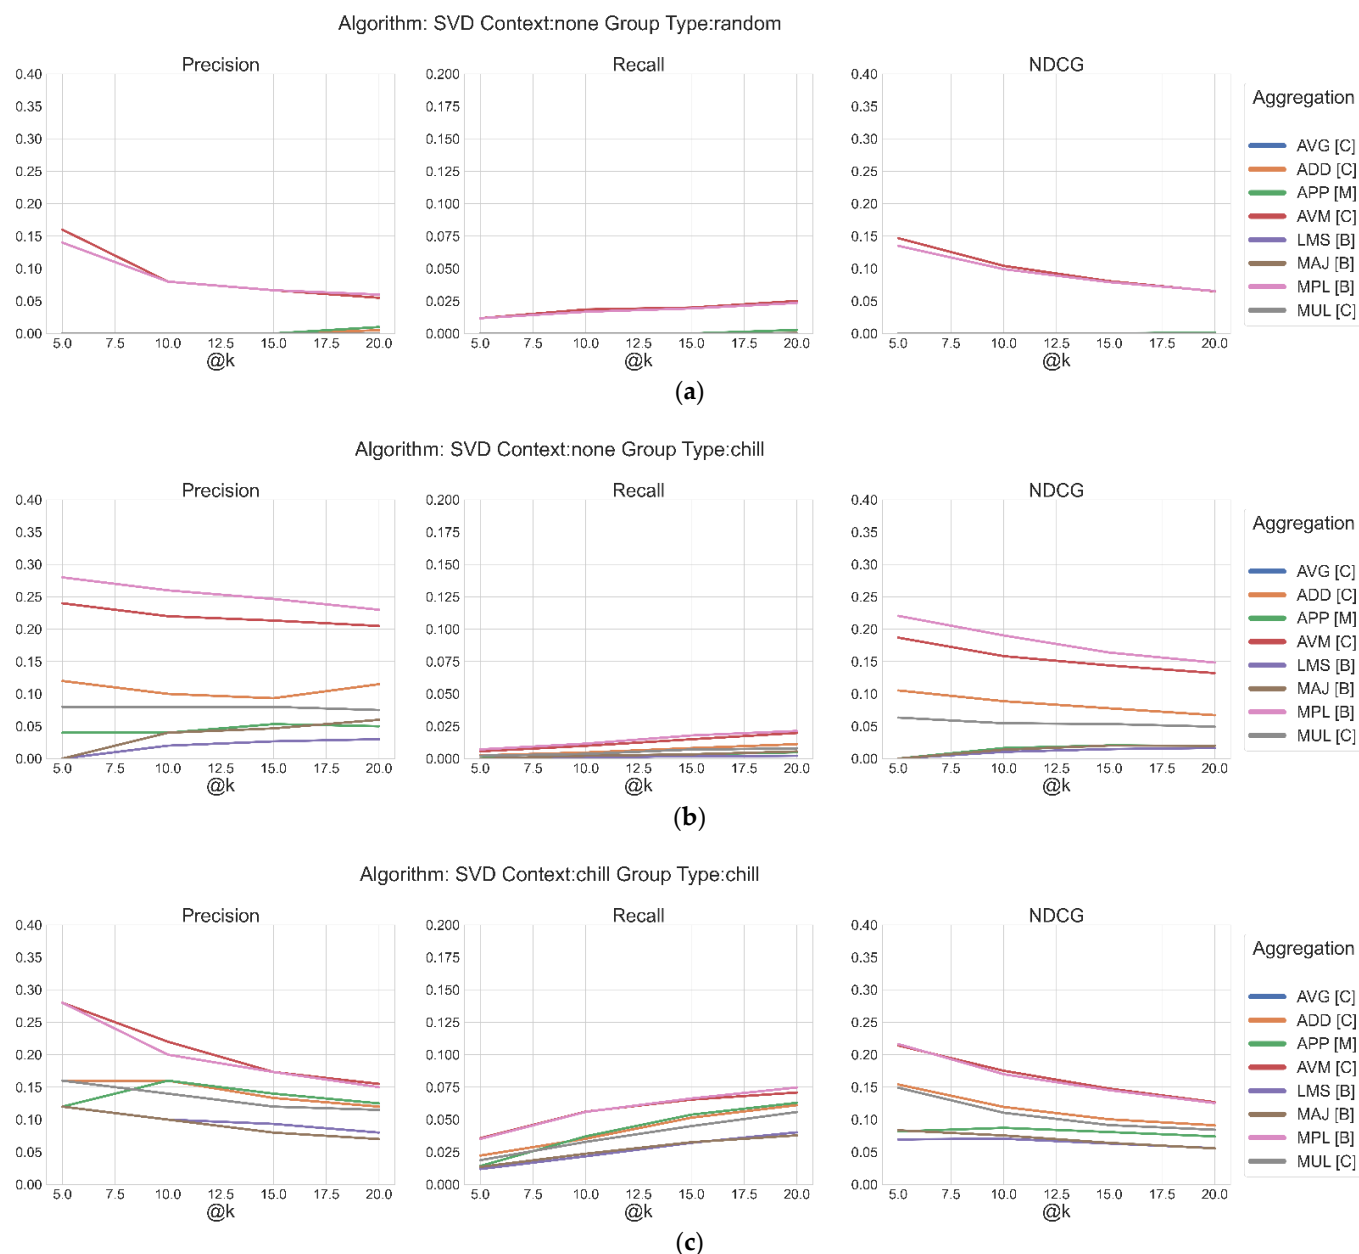 Algorithm: SVD Context:none Group Type:random
Precision Recall NDCG
0.40 0.200 0.40
0.35 0.175 0.35 Aggregation
0.30 0.150 0.30 AVG [C]
0.25 0.125 0.25 ADD [C]
0.20 0.100 0.20 APP [M]
0.15 0.075 0.15 AVM [C]
0.10 0.050 0.10 LMS [B]
MAJ [B]
0.05 0.025 0.05 MPL [B]
0.00 0.000 0.00 MUL [C]
5.0 7.5 10.0 12.5 15.0 17.5 20.0 5.0 7.5 10.0 12.5 15.0 17.5 20.0 5.0 7.5 10.0 12.5 15.0 17.5 20.0
@k @k @k
(a)
Algorithm: SVD Context:none Group Type:chill
Precision Recall NDCG
0.40 0.200 0.40
0.35 0.175 0.35 Aggregation
0.30 0.150 0.30 AVG [C]
0.25 0.125 0.25 ADD [C]
0.20 0.100 0.20 APP [M]
0.15 0.075 0.15 AVM [C]
0.10 0.050 0.10 LMS [B]
MAJ [B]
0.05 0.025 0.05 MPL [B]
0.00 0.000 0.00 MUL [C]
5.0 7.5 10.0 12.5 15.0 17.5 20.0 5.0 7.5 10.0 12.5 15.0 17.5 20.0 5.0 7.5 10.0 12.5 15.0 17.5 20.0
@k @k @k
(b)
Algorithm: SVD Context:chill Group Type:chill
Precision Recall NDCG
0.40 0.200 0.40
0.35 0.175 0.35 Aggregation
0.30 0.150 0.30 AVG [C]
0.25 0.125 0.25 ADD [C]
0.20 0.100 0.20 APP [M]
0.15 0.075 0.15 AVM [C]
0.10 0.050 0.10 LMS [B]
MAJ [B]
0.05 0.025 0.05 MPL [B]
0.00 0.000 0.00 MUL [C]
5.0 7.5 10.0 12.5 15.0 17.5 20.0 5.0 7.5 10.0 12.5 15.0 17.5 20.0 5.0 7.5 10.0 12.5 15.0 17.5 20.0
@k @k @k
(c)